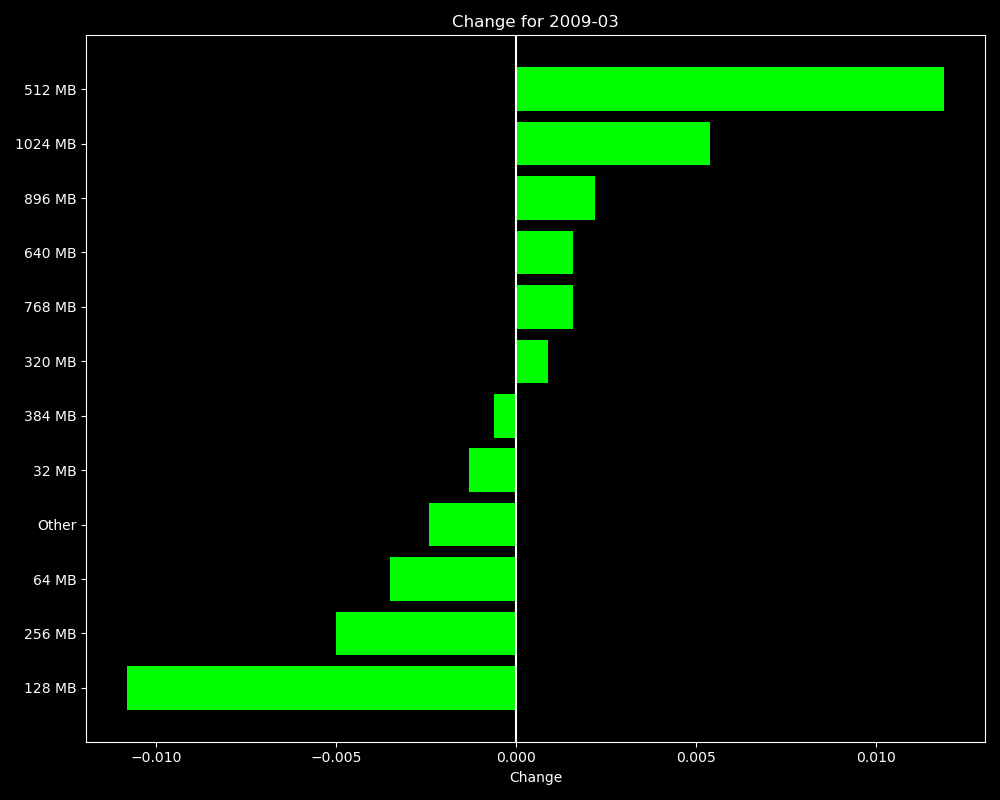 Change for 2009-03
512 MB
1024 MB
896 MB
640 MB
768 MB
320 MB
384 MB
32 MB
Other
64 MB
256 MB
128 MB
−0.010 −0.005 0.000 0.005 0.010
Change